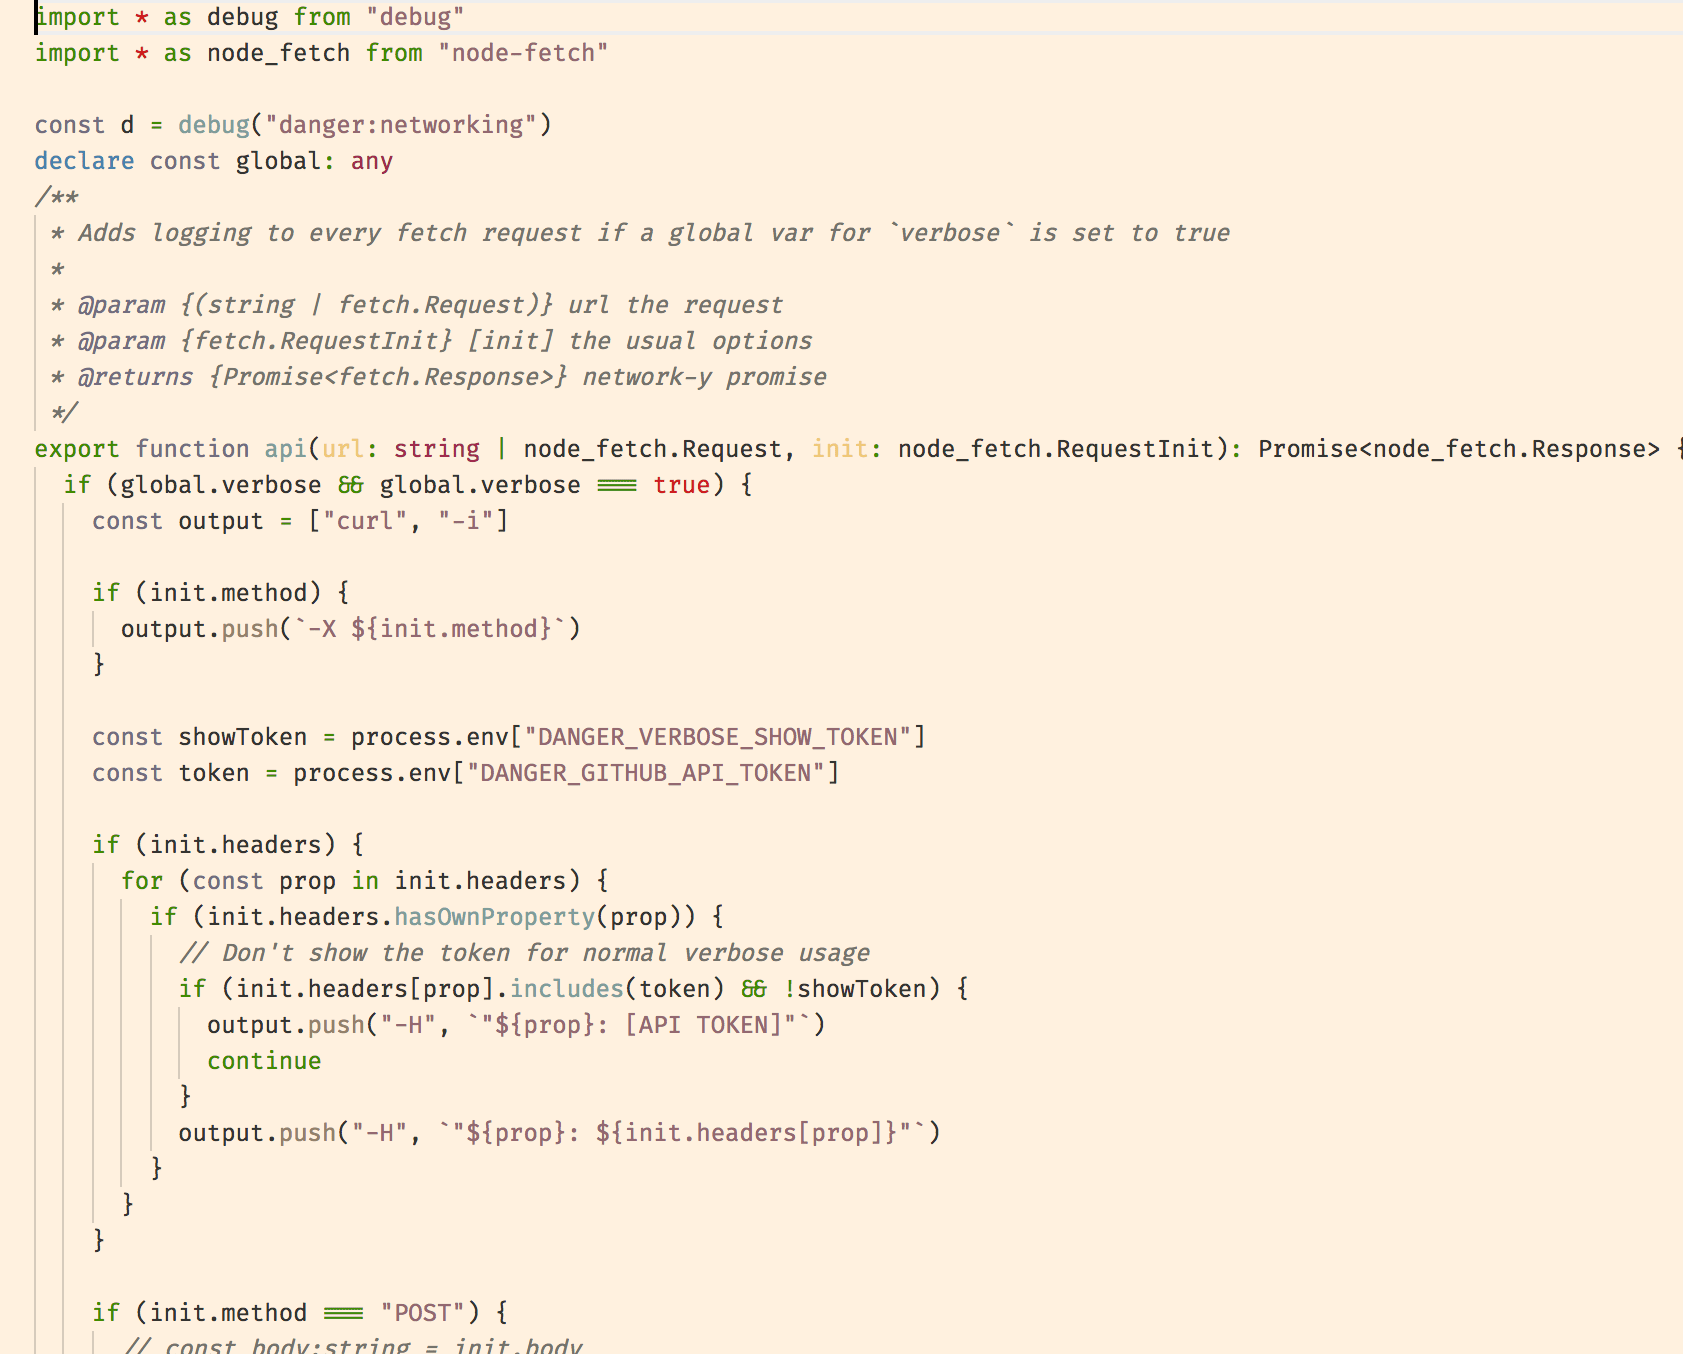 import * as debug from "debug"
import * as node_fetch from "node-fetch"

const d = debug("danger:networking")
declare const global: any
/**
 * Adds logging to every fetch request if a global var for `verbose` is set to true
 *
 * @param {(string | fetch.Request)} url the request
 * @param {fetch.RequestInit} [init] the usual options
 * @returns {Promise<fetch.Response>} network-y promise
 */
export function api(url: string | node_fetch.Request, init: node_fetch.RequestInit): Promise<node_fetch.Response> {
  if (global.verbose && global.verbose === true) {
    const output = ["curl", "-i"]

    if (init.method) {
      output.push(`-X ${init.method}`)
    }

    const showToken = process.env["DANGER_VERBOSE_SHOW_TOKEN"]
    const token = process.env["DANGER_GITHUB_API_TOKEN"]

    if (init.headers) {
      for (const prop in init.headers) {
        if (init.headers.hasOwnProperty(prop)) {
          // Don't show the token for normal verbose usage
          if (init.headers[prop].includes(token) && !showToken) {
            output.push("-H", `"${prop}: [API TOKEN]"`)
            continue
          }
          output.push("-H", `"${prop}: ${init.headers[prop]}"`)
        }
      }
    }

    if (init.method === "POST") {
      // const body:string = init.body